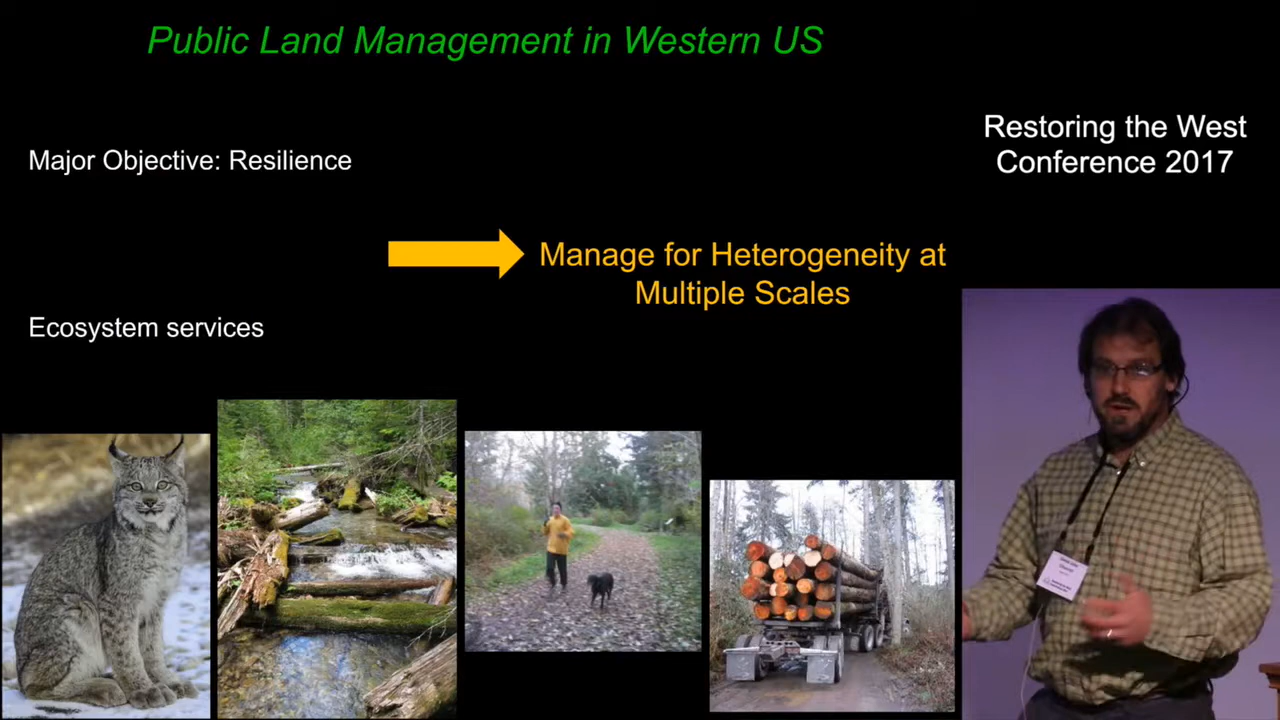 Public Land Management in Western US
Restoring the West
Conference 2017
Major Objective: Resilience
Manage for Heterogeneity at
Multiple Scales
Ecosystem services